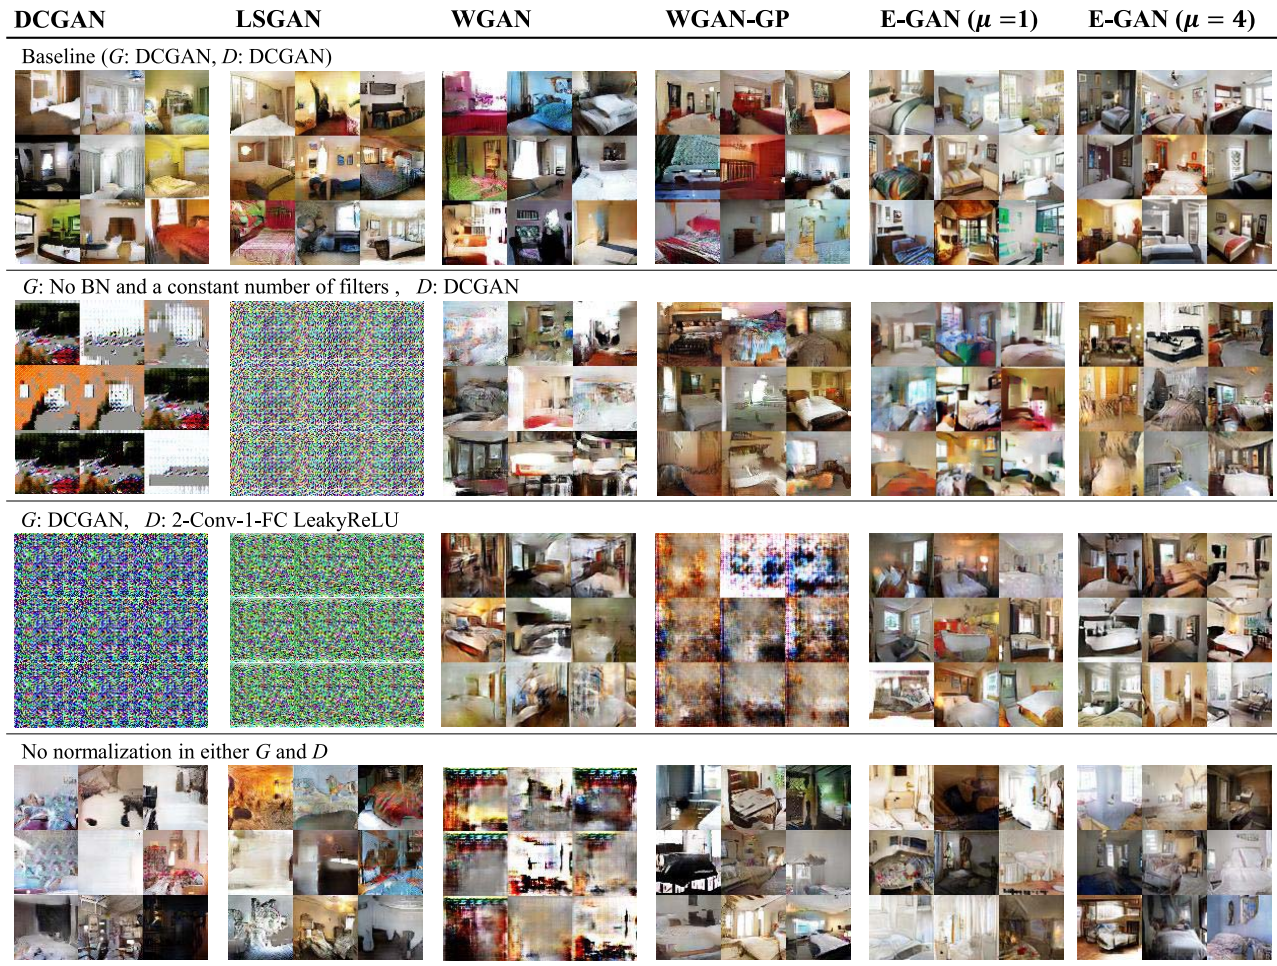 DCGAN LSGAN WGAN WGAN-GP E-GAN (μ =1) E-GAN (μ = 4)
Baseline (G: DCGAN, D: DCGAN)
G: No BN and a constant number of filters , D: DCGAN
G: DCGAN, D: 2-Conv-1-FC LeakyReLU
No normalization in either G and D